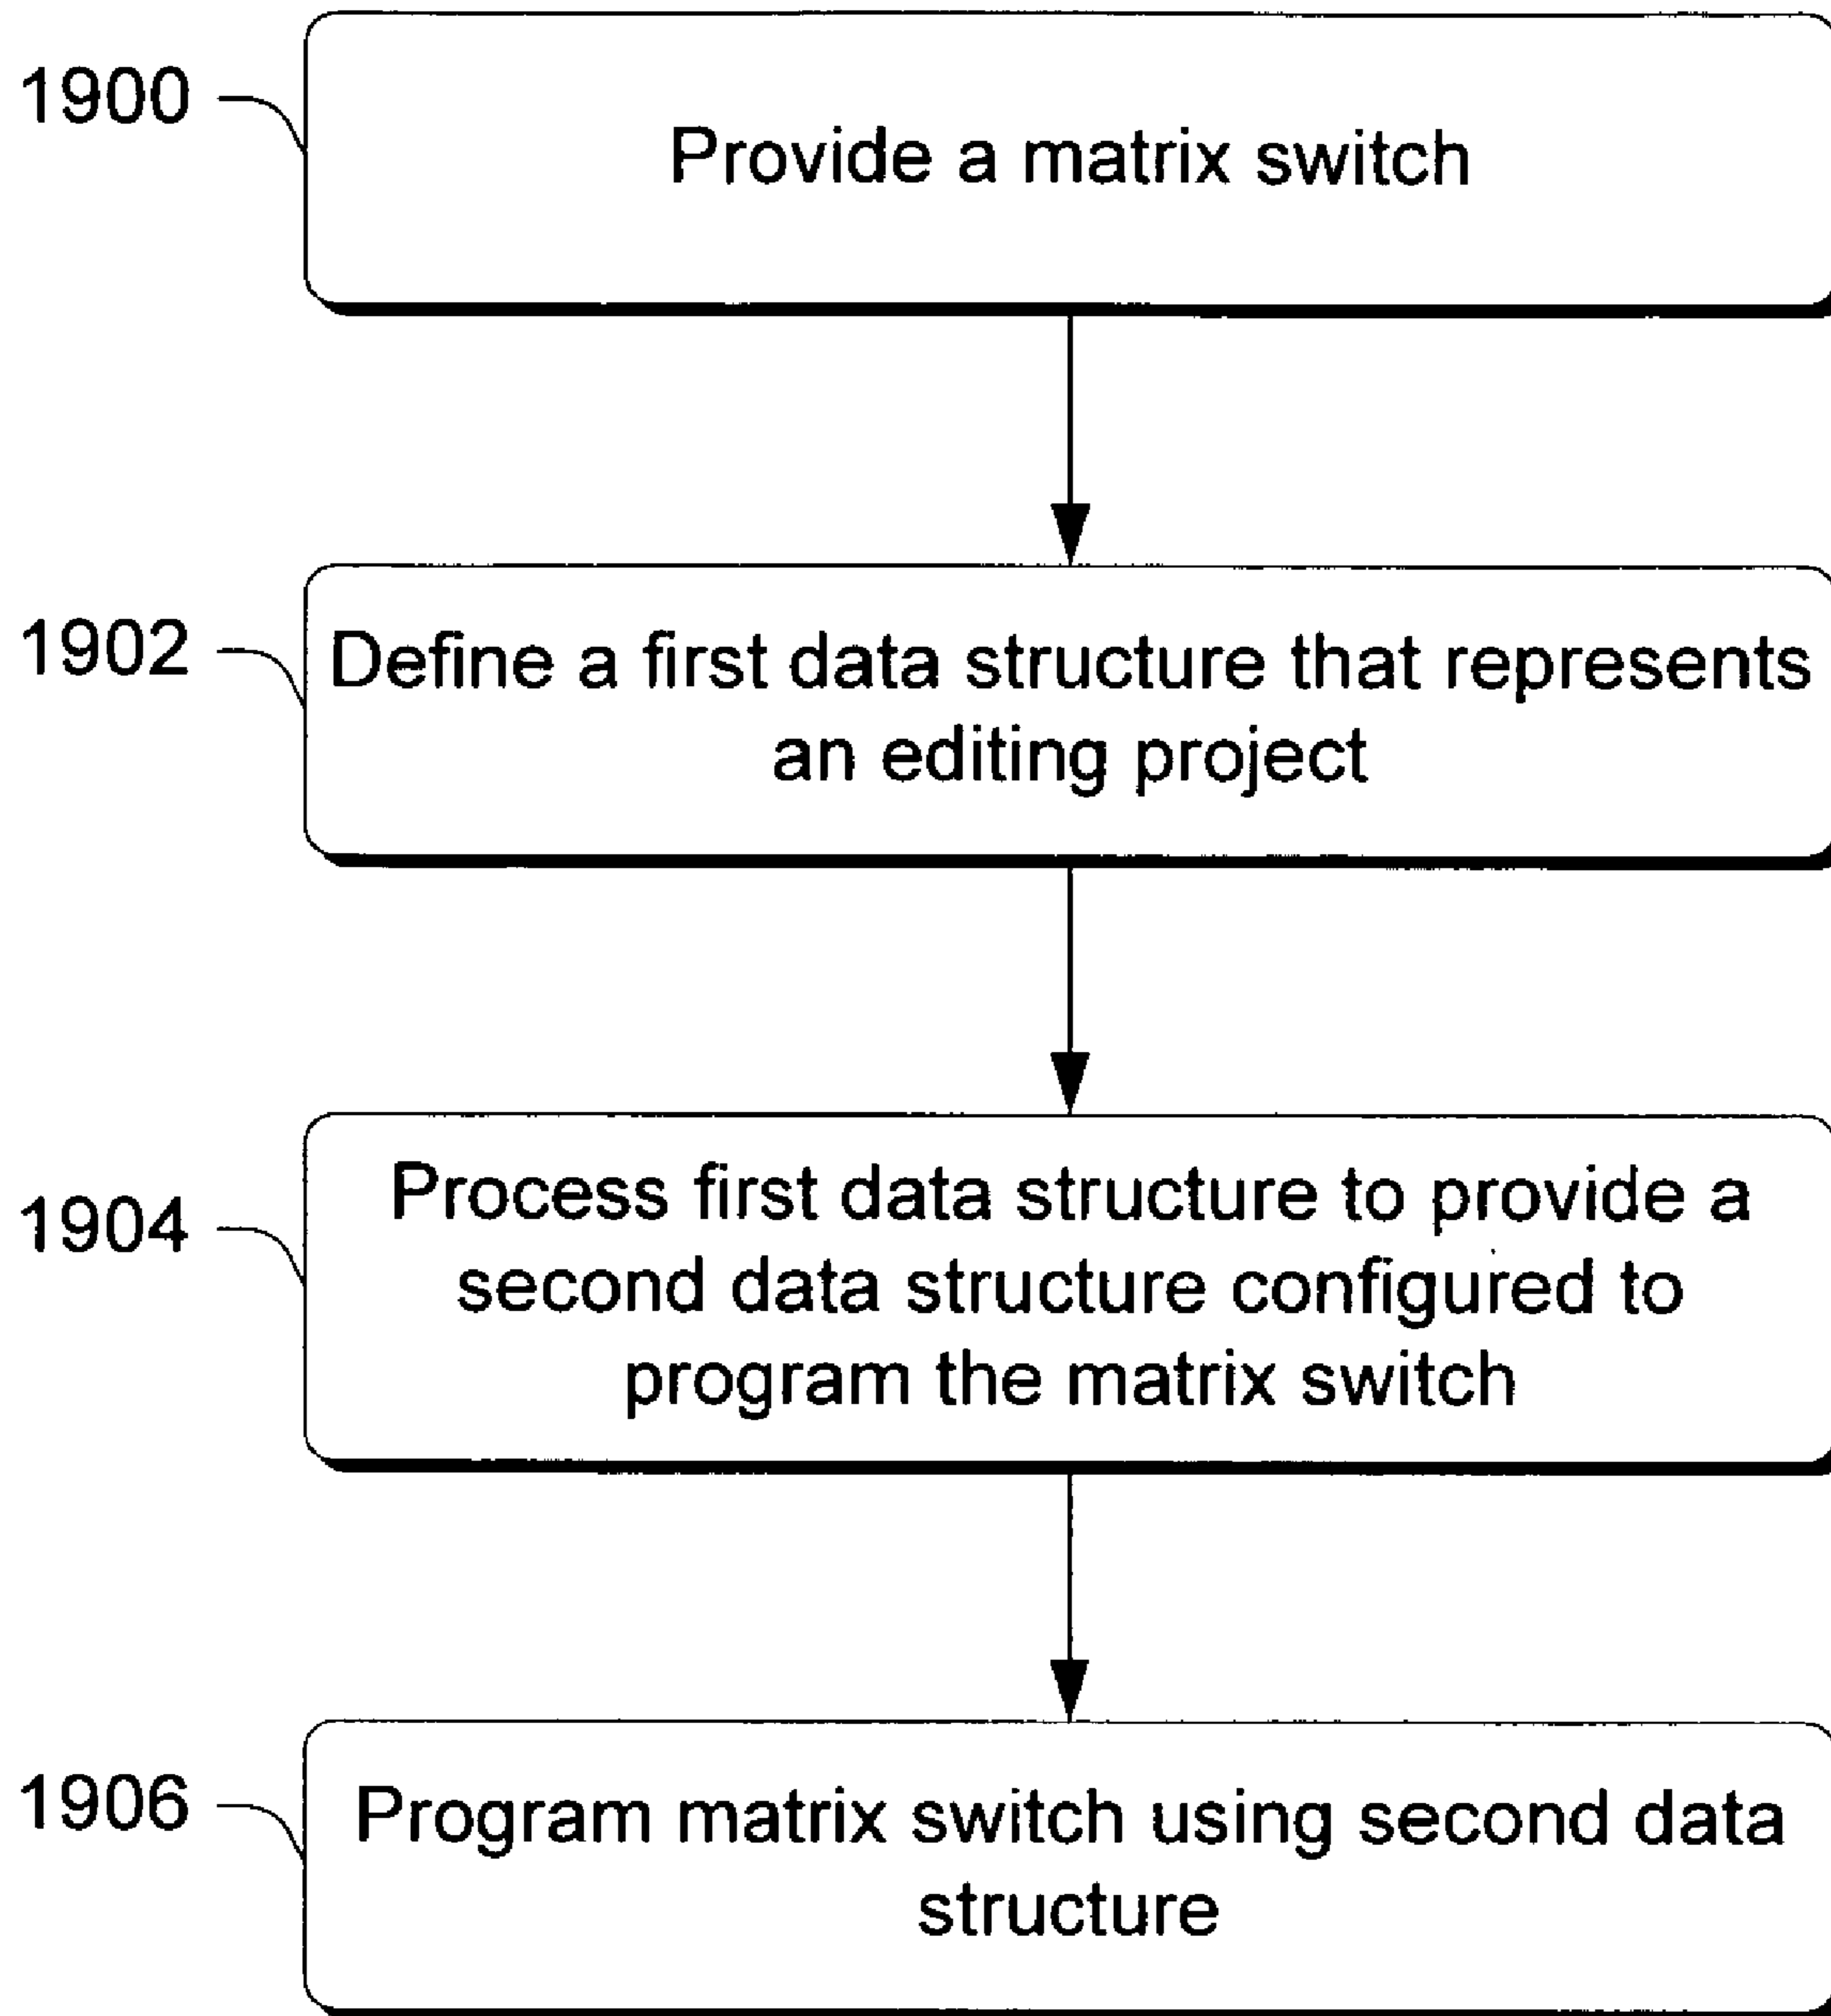 1900
Provide a matrix switch
1902
Define a first data structure that represents
an editing project
1904
Process first data structure to provide a
second data structure configured to
program the matrix switch
1906
Program matrix switch using second data
structure